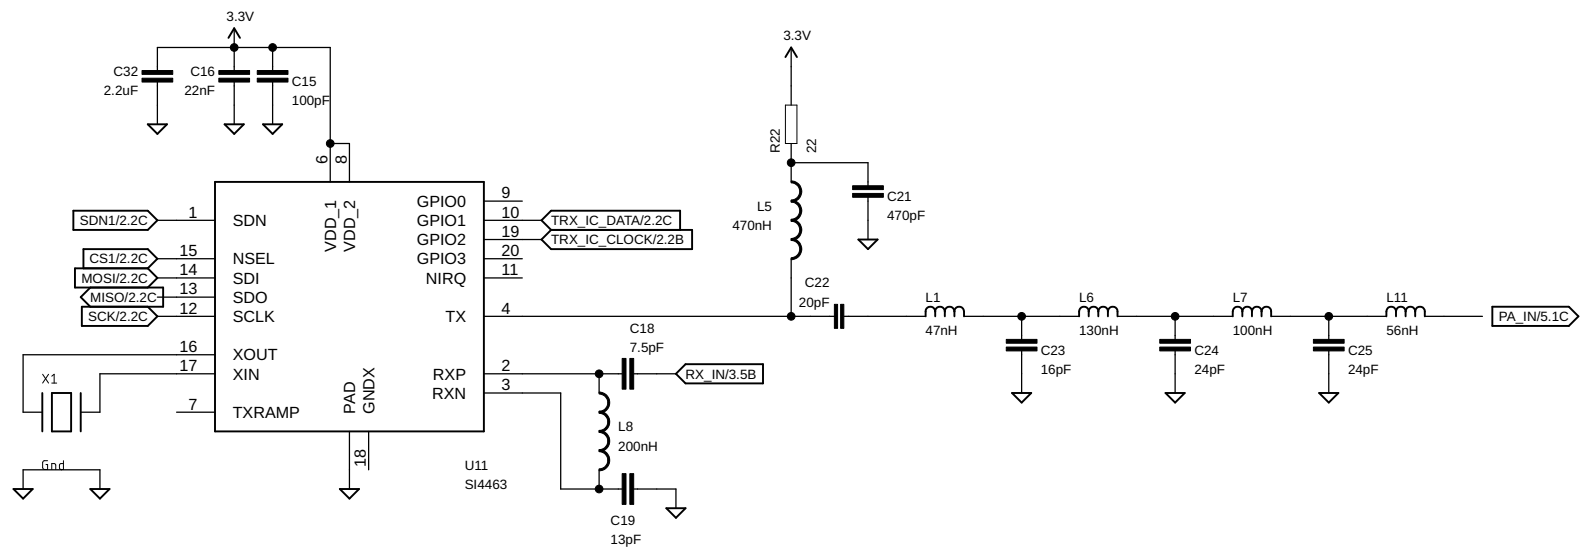 3.3V
3.3V
C32
2.2uF
C16
22nF
C15
100pF
R22
22
6
8
VDD_1
VDD_2
SDN1/2.2C
1
SDN
CS1/2.2C
15
NSEL
MOSI/2.2C
14
SDI
MISO/2.2C
13
SDO
SCK/2.2C
12
SCLK
16
XOUT
17
XIN
X1
7
TXRAMP
Gnd
PAD
GNDX
18
GPIO0
9
GPIO1
10
TRX_IC_DATA/2.2C
GPIO2
19
TRX_IC_CLOCK/2.2B
GPIO3
20
NIRQ
11
TX
4
RXP
2
RXN
3
U11
SI4463
C18
7.5pF
RX_IN/3.5B
L8
200nH
C19
13pF
L5
470nH
C21
470pF
C22
20pF
L1
47nH
C23
16pF
L6
130nH
C24
24pF
L7
100nH
C25
24pF
L11
56nH
PA_IN/5.1C